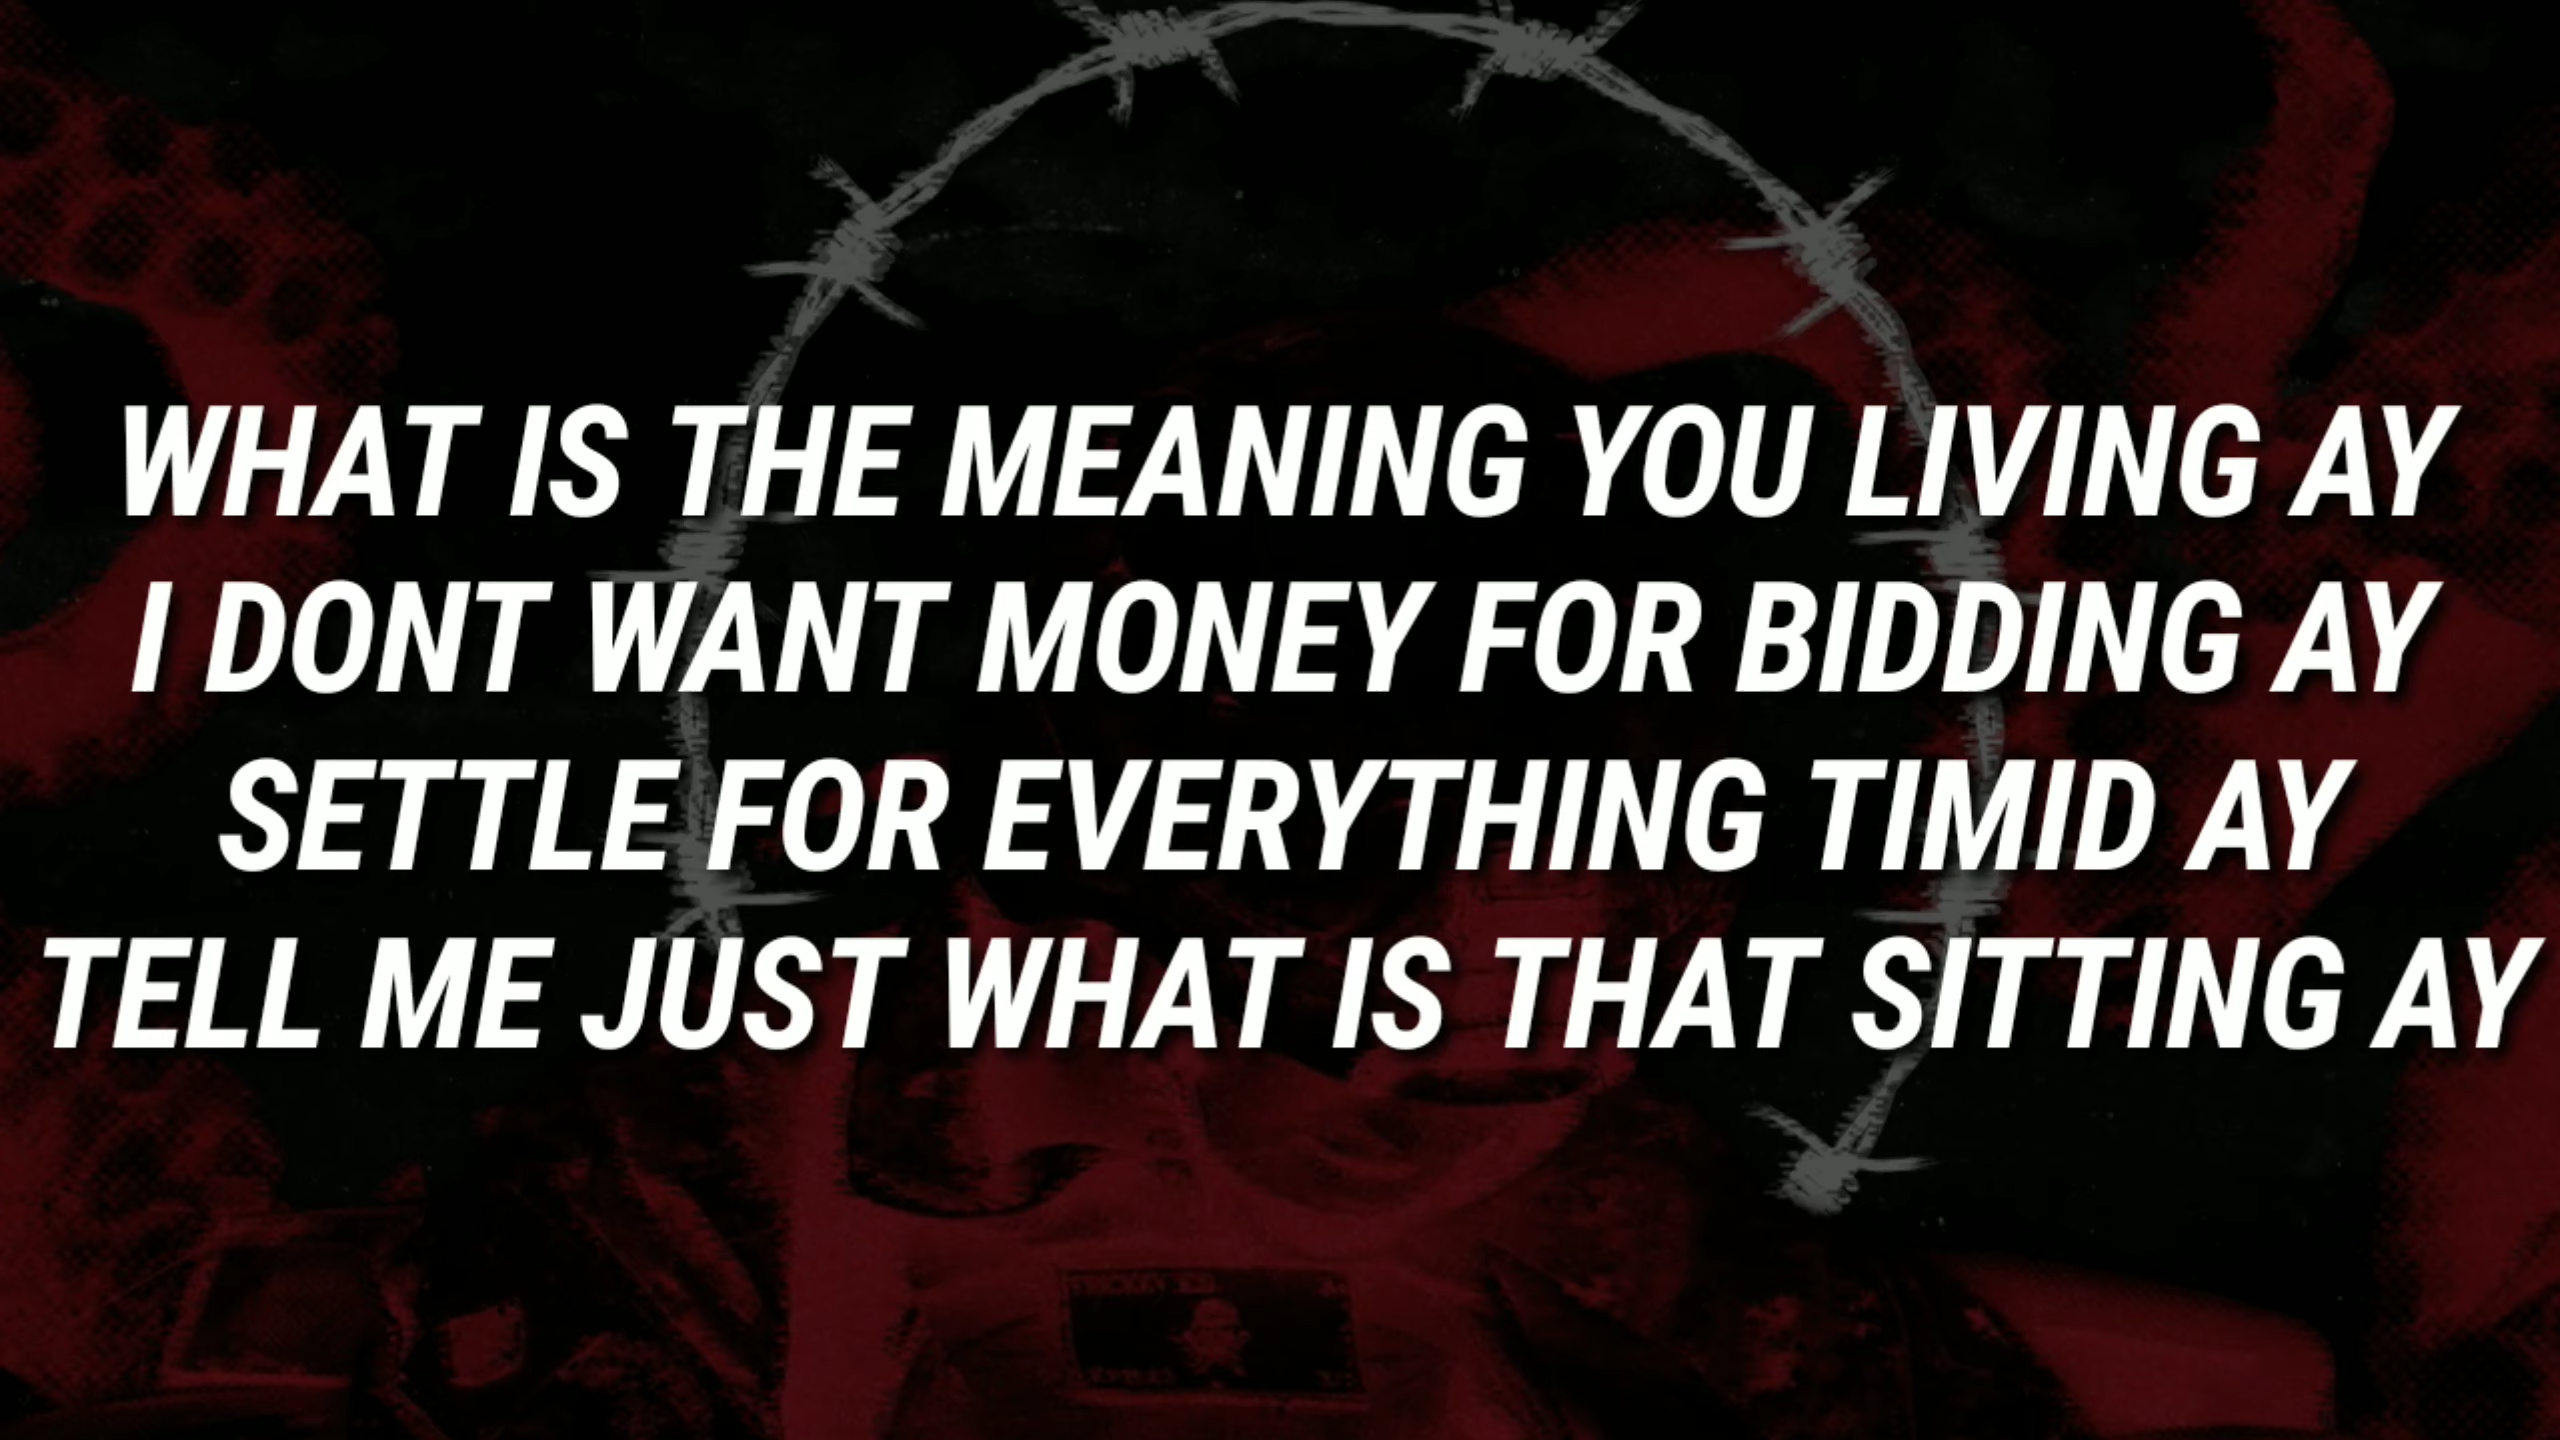 WHAT IS THE MEANING YOU LIVING AY
I DONT WANT MONEY FOR BIDDING AY
SETTLE FOR EVERYTHING TIMID AY
TELL ME JUST WHAT IS THAT SITTING AY